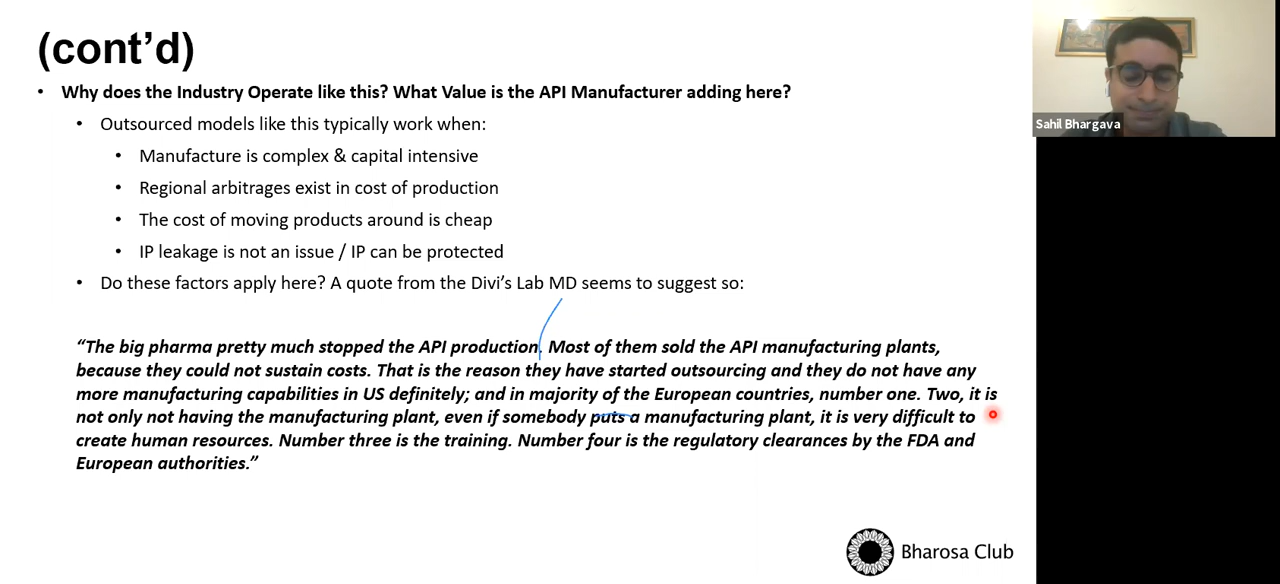 (cont'd)
• Why does the Industry Operate like this? What Value is the API Manufacturer adding here?
• Outsourced models like this typically work when:
• Manufacture is complex & capital intensive
• Regional arbitrages exist in cost of production
• The cost of moving products around is cheap
• IP leakage is not an issue / IP can be protected
• Do these factors apply here? A quote from the Divi's Lab MD seems to suggest so:
“The big pharma pretty much stopped the API production. Most of them sold the API manufacturing plants,
because they could not sustain costs. That is the reason they have started outsourcing and they do not have any
more manufacturing capabilities in US definitely; and in majority of the European countries, number one. Two, it is
not only not having the manufacturing plant, even if somebody puts a manufacturing plant, it is very difficult to
create human resources. Number three is the training. Number four is the regulatory clearances by the FDA and
European authorities.”
Bharosa Club
Sahil Bhargava